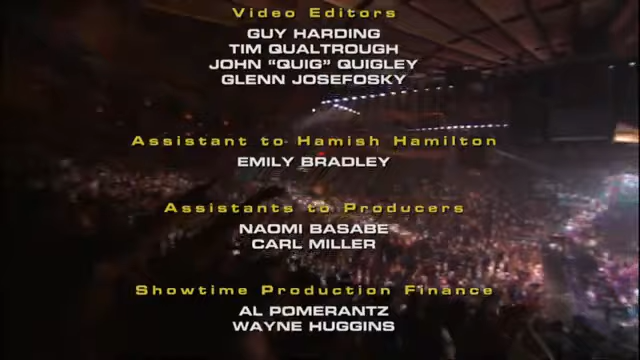 Video Editors
GUY HARDING
TIM QUALTROUGH
JOHN “QUIG” QUIGLEY
GLENN JOSEFOSKY
Assistant to Hamish Hamilton
EMILY BRADLEY
Assistants to Producers
NAOMI BASABE
CARL MILLER
Showtime Production Finance
AL POMERANTZ
WAYNE HUGGINS